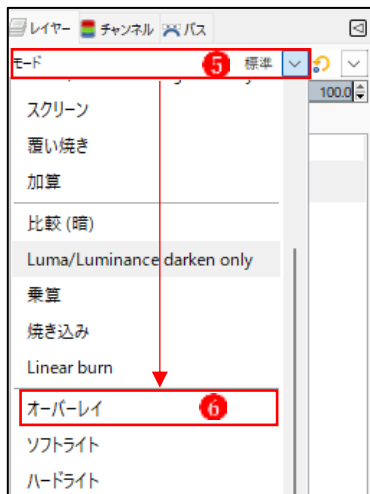 レイヤー チャンネル パス
モード 5 標準
100.0
スクリーン
覆い焼き
加算
比較 (暗)
Luma/Luminance darken only
乗算
焼き込み
Linear burn
オーバーレイ 6
ソフトライト
ハードライト